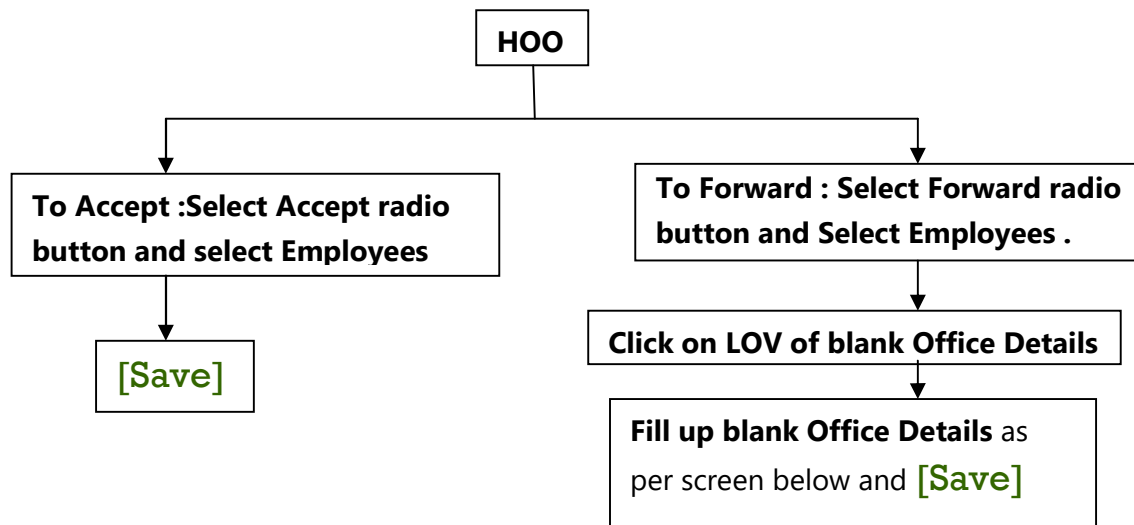 HOO
To Accept :Select Accept radio
button and select Employees
[Save]
To Forward : Select Forward radio
button and Select Employees .
Click on LOV of blank Office Details
Fill up blank Office Details as
per screen below and [Save]